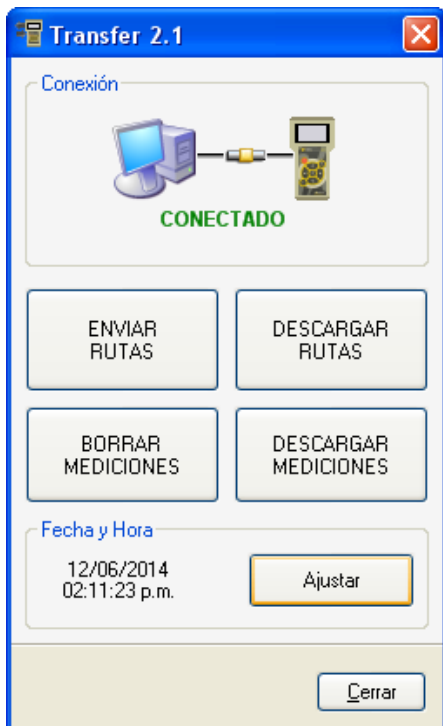 Transfer 2.1
Conexión
CONECTADO
ENVIAR
RUTAS
DESCARGAR
RUTAS
BORRAR
MEDICIONES
DESCARGAR
MEDICIONES
Fecha y Hora
12/06/2014
02:11:23 p.m.
Ajustar
Cerrar